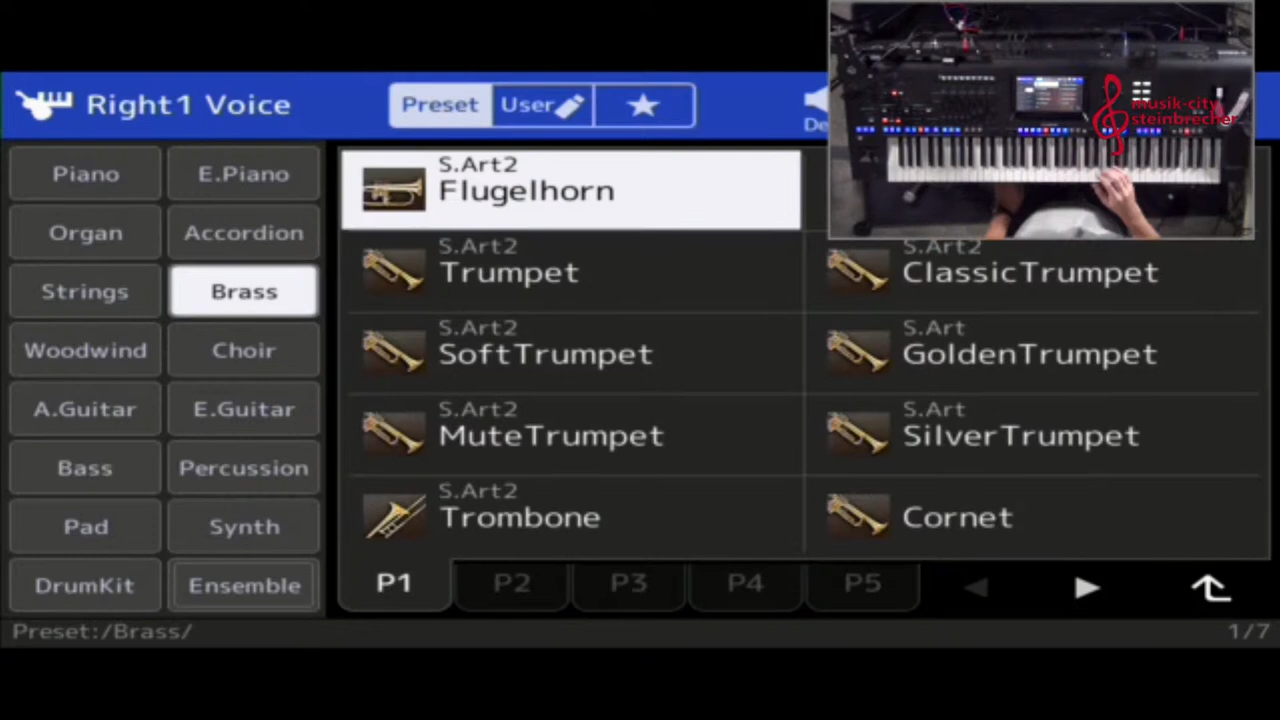 Right1 Voice
Preset
User
De
musik-city
steinbrecher
Piano
E.Piano
Organ
Accordion
Strings
Brass
Woodwind
Choir
A.Guitar
E.Guitar
Bass
Percussion
Pad
Synth
DrumKit
Ensemble
S.Art2
Flugelhorn
S.Art2
Trumpet
S.Art2
ClassicTrumpet
S.Art2
SoftTrumpet
S.Art
GoldenTrumpet
S.Art2
MuteTrumpet
S.Art
SilverTrumpet
S.Art2
Trombone
Cornet
P1
P2
P3
P4
P5
Preset:/Brass/
1/7